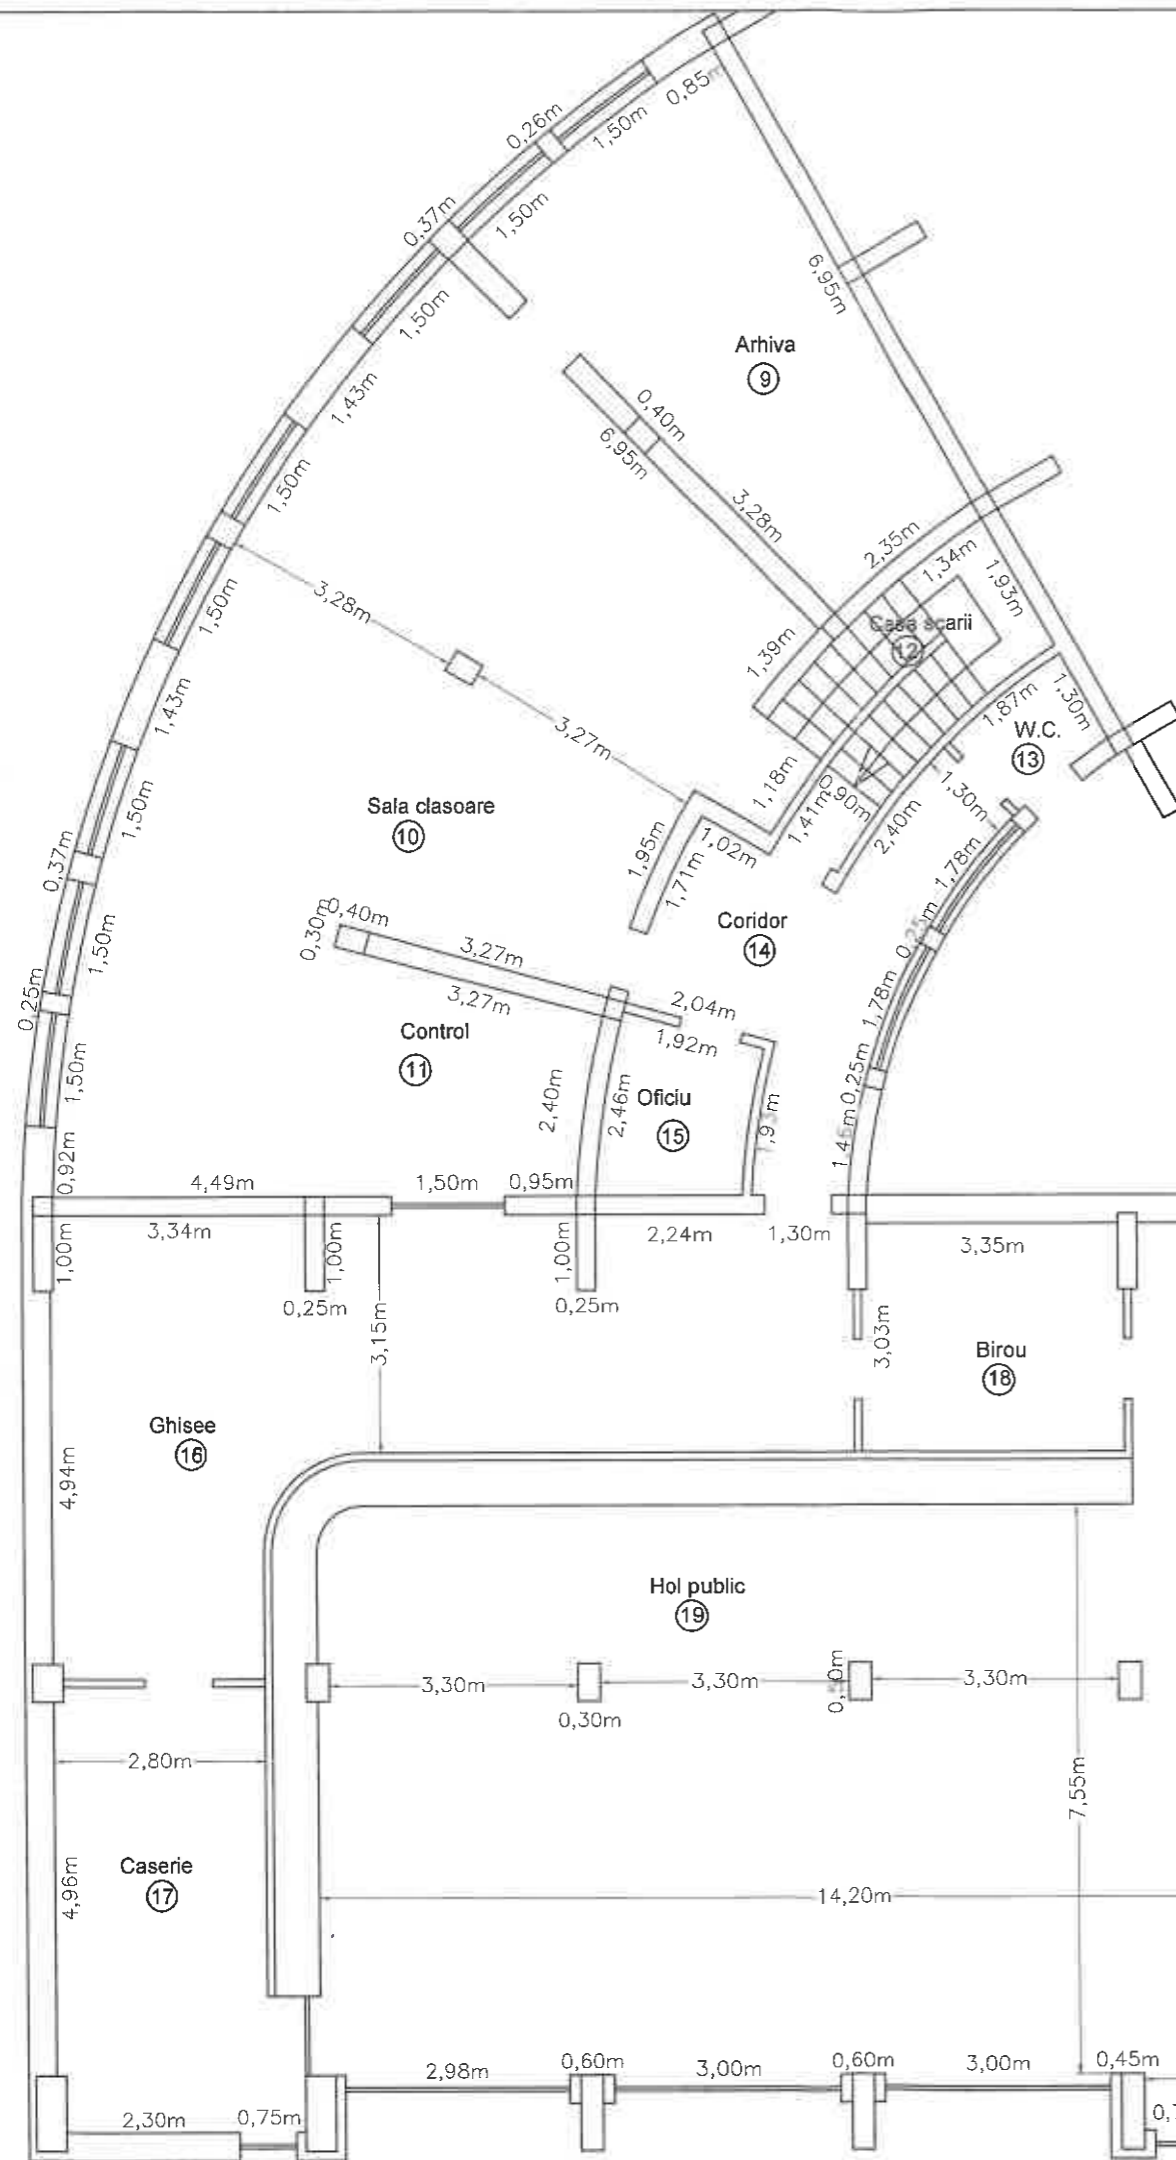 0,85m
0,26m
1,50m
0,37m
1,50m
6,95m
1,50m
Arhiva
9
1,43m
0,40m
6,95m
1,50m
3,28m
2,35m
1,34m
1,93m
3,28m
1,50m
Casa scarii
12
1,39m
1,43m
1,87m
1,30m
3,27m
W.C.
13
1,18m
0,90m
1,30m
1,50m
Sala clasoare
10
1,41m
2,40m
1,95m
1,02m
0,37m
1,71m
1,78m
0,40m
0,30m
Coridor
14
3,27m
1,50m
0,25m
3,27m
2,04m
1,78m
Control
11
1,92m
1,50m
2,40m
2,46m
Oficiu
15
0,25m
0,92m
4,49m
1,50m
0,95m
3,34m
2,24m
1,30m
3,35m
1,00m
1,00m
1,00m
0,25m
0,25m
3,15m
3,03m
Birou
18
Ghisee
16
4,94m
Hol public
19
3,30m
3,30m
3,30m
0,30m
2,80m
7,55m
Caserie
17
4,96m
14,20m
2,98m
0,60m
3,00m
0,60m
3,00m
0,45m
2,30m
0,75m